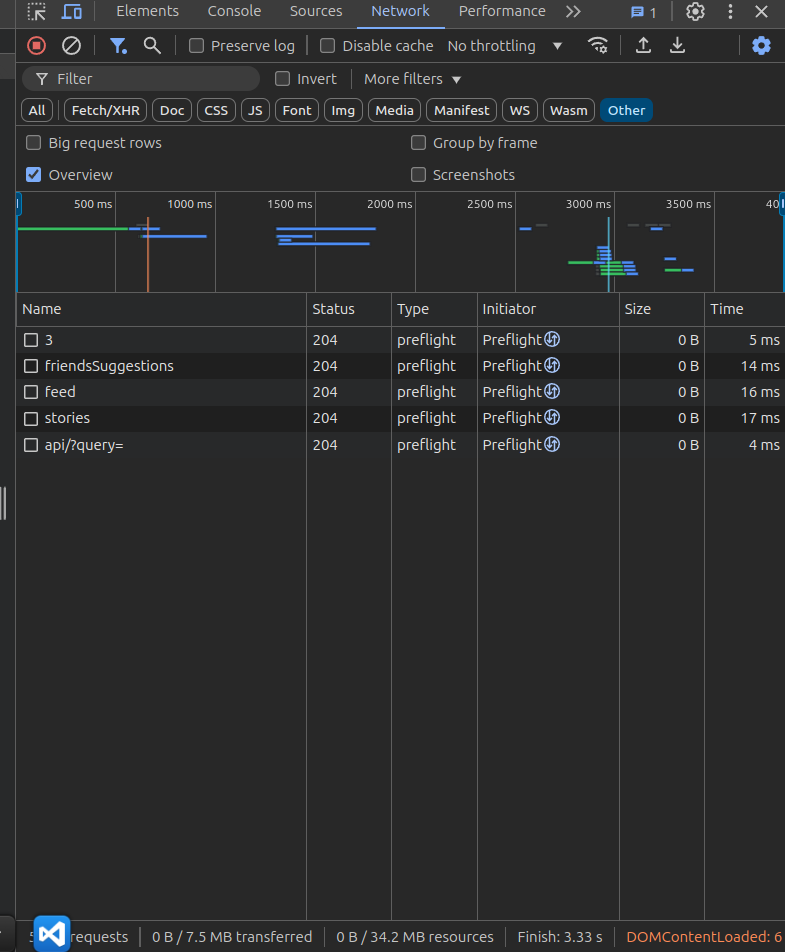 Elements Console Sources Network Performance 1
Preserve log Disable cache No throttling
Filter Invert More filters
All Fetch/XHR Doc CSS JS Font Img Media Manifest WS Wasm Other
Big request rows Group by frame
Overview Screenshots
500 ms 1000 ms 1500 ms 2000 ms 2500 ms 3000 ms 3500 ms 40
Name Status Type Initiator Size Time
3 204 preflight Preflight 0 B 5 ms
friendsSuggestions 204 preflight Preflight 0 B 14 ms
feed 204 preflight Preflight 0 B 16 ms
stories 204 preflight Preflight 0 B 17 ms
api/?query= 204 preflight Preflight 0 B 4 ms
requests 0 B / 7.5 MB transferred 0 B / 34.2 MB resources Finish: 3.33 s DOMContentLoaded: 6